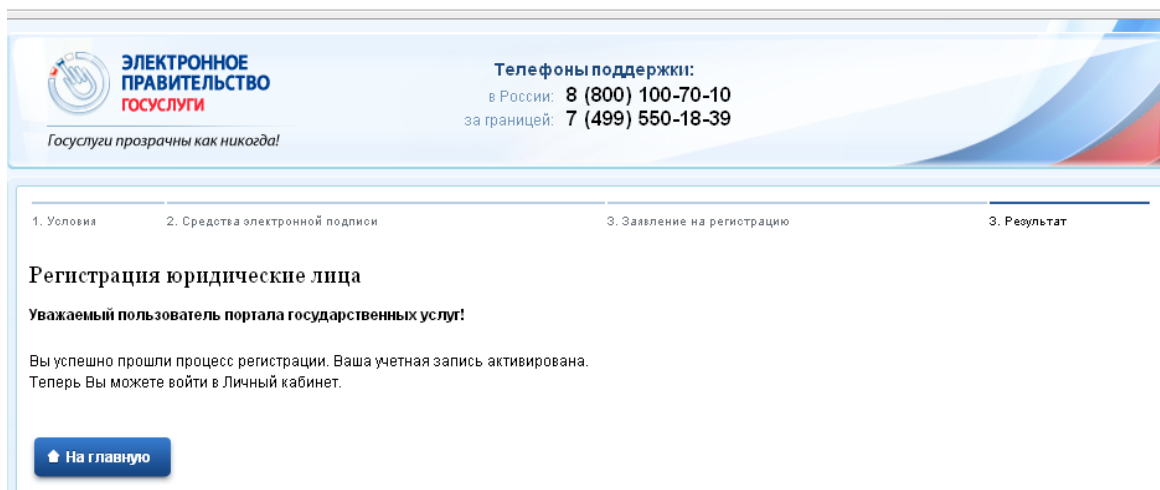 ЭЛЕКТРОННОЕ
ПРАВИТЕЛЬСТВО
ГОСУСЛУГИ
Госуслуги прозрачны как никогда!
Телефоны поддержки:
в России: 8 (800) 100-70-10
за границей: 7 (499) 550-18-39
1. Условия 2. Средства электронной подписи 3. Заявление на регистрацию 3. Результат
Регистрация юридические лица
Уважаемый пользователь портала государственных услуг!
Вы успешно прошли процесс регистрации. Ваша учетная запись активирована.
Теперь Вы можете войти в Личный кабинет.
На главную